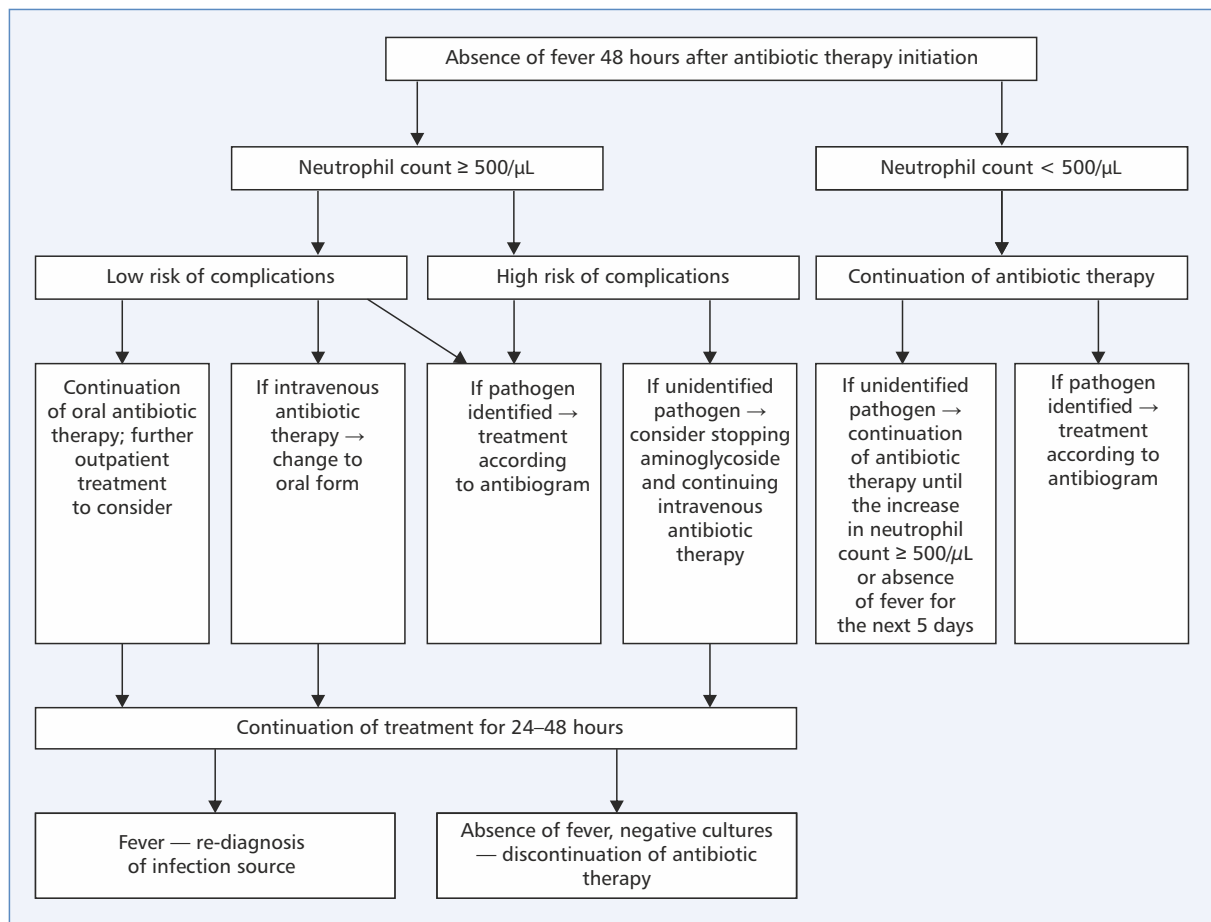 Absence of fever 48 hours after antibiotic therapy initiation
Neutrophil count ≥ 500/µL
Neutrophil count < 500/µL
Low risk of complications
High risk of complications
Continuation of antibiotic therapy
Continuation
of oral antibiotic
therapy; further
outpatient
treatment
to consider
If intravenous
antibiotic
therapy →
change to
oral form
If pathogen
identified →
treatment
according
to antibiogram
If unidentified
pathogen →
consider stopping
aminoglycoside
and continuing
intravenous
antibiotic
therapy
If unidentified
pathogen →
continuation
of antibiotic
therapy until
the increase
in neutrophil
count ≥ 500/µL
or absence
of fever for
the next 5 days
If pathogen
identified →
treatment
according to
antibiogram
Continuation of treatment for 24–48 hours
Fever — re-diagnosis
of infection source
Absence of fever, negative cultures
— discontinuation of antibiotic
therapy